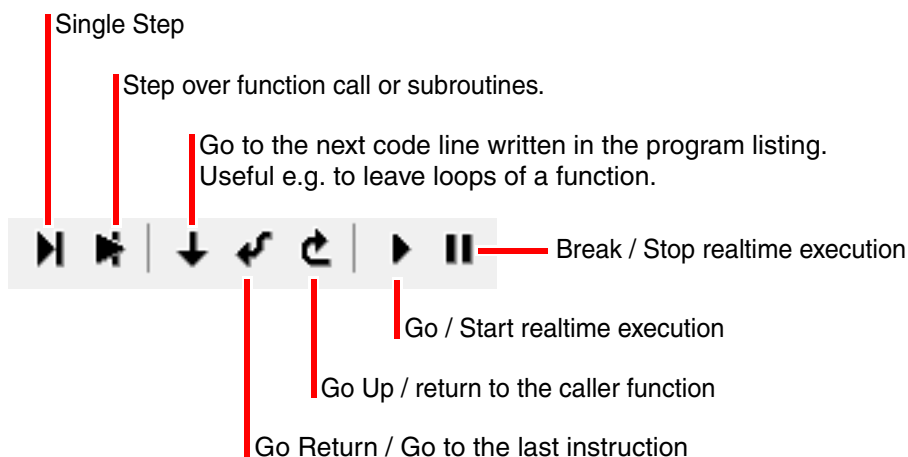 Single Step
Step over function call or subroutines.
Go to the next code line written in the program listing.
Useful e.g. to leave loops of a function.
Break / Stop realtime execution
Go / Start realtime execution
Go Up / return to the caller function
Go Return / Go to the last instruction